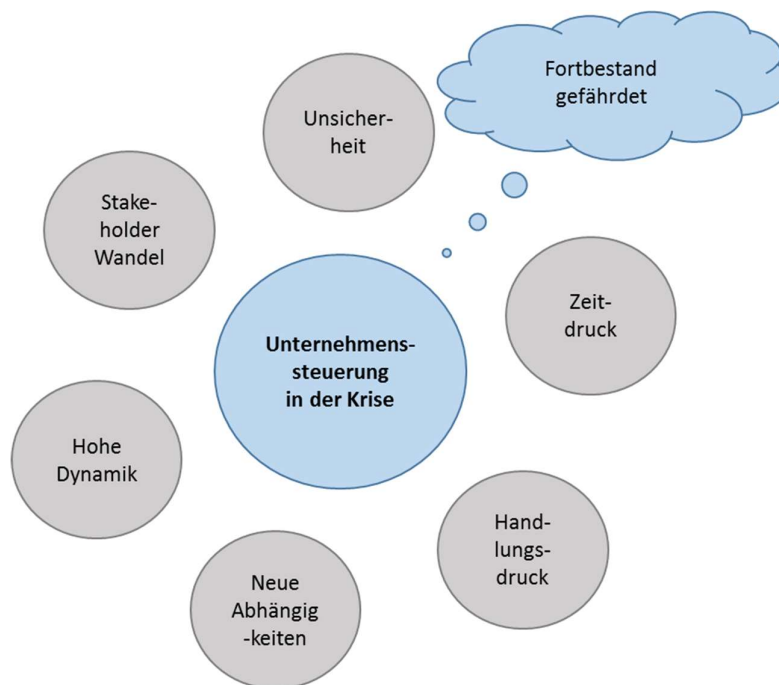 Fortbestand
gefährdet
Unsicher-
heit
Stake-
holder
Wandel
Zeit-
druck
Unternehmens-
steuerung
in der Krise
Hohe
Dynamik
Hand-
lungs-
druck
Neue
Abhängig
-keiten